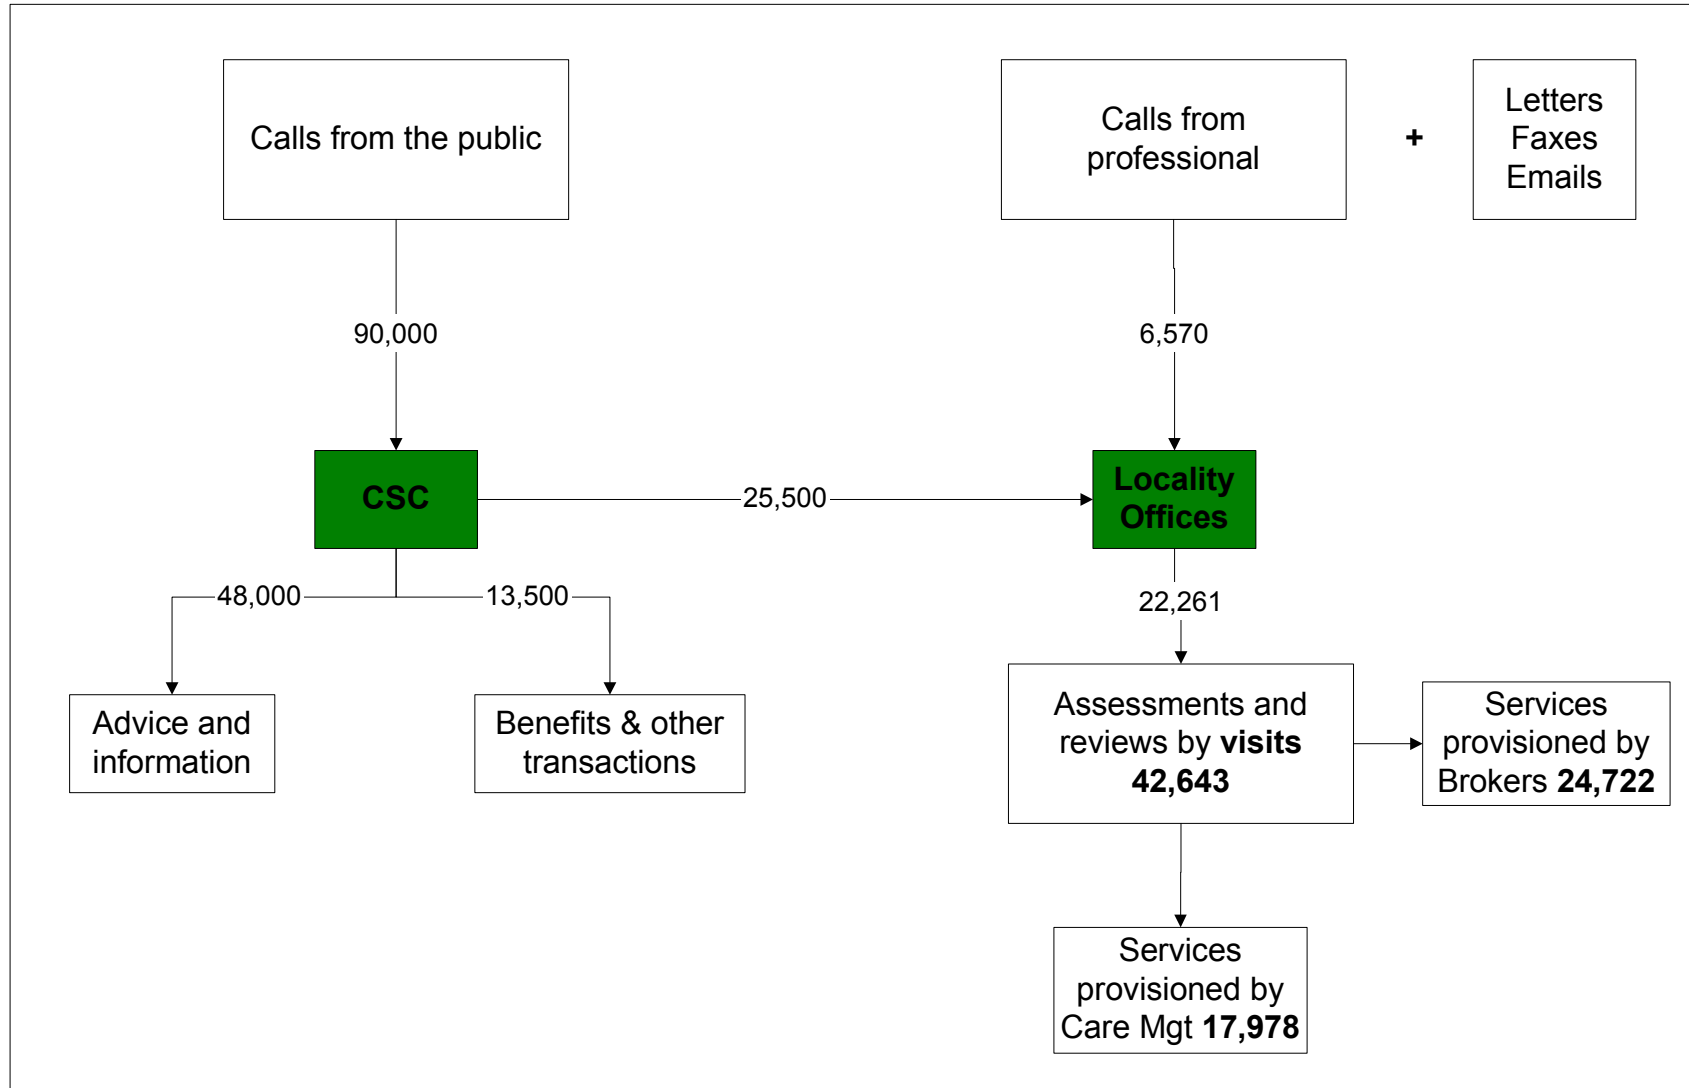 Calls from the public
Calls from
professional
+
Letters
Faxes
Emails
90,000
6,570
CSC
25,500
Locality
Offices
48,000
13,500
22,261
Advice and
information
Benefits & other
transactions
Assessments and
reviews by visits
42,643
Services
provisioned by
Brokers 24,722
Services
provisioned by
Care Mgt 17,978